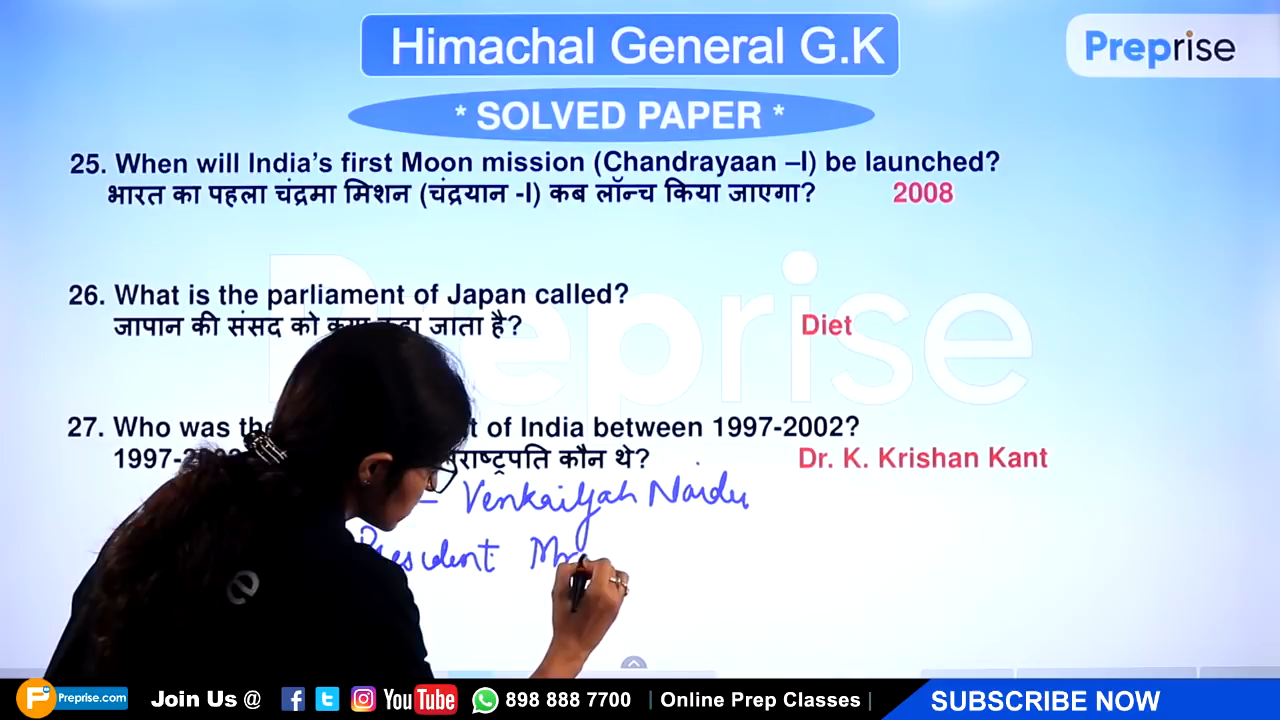 Himachal General G.K
Preprise
* SOLVED PAPER *
25. When will India's first Moon mission (Chandrayaan –I) be launched?
भारत का पहला चंद्रमा मिशन (चंद्रयान -I) कब लॉन्च किया जाएगा? 2008
Preprise
26. What is the parliament of Japan called?
जापान की संसद को क्या कहा जाता है? Diet
27. Who was the of India between 1997-2002?
1997- कौन थे? Dr. K. Krishan Kant
– Venkaiyah Naidu
President
Preprise.com Join Us @ YouTube 898 888 7700 | Online Prep Classes | SUBSCRIBE NOW